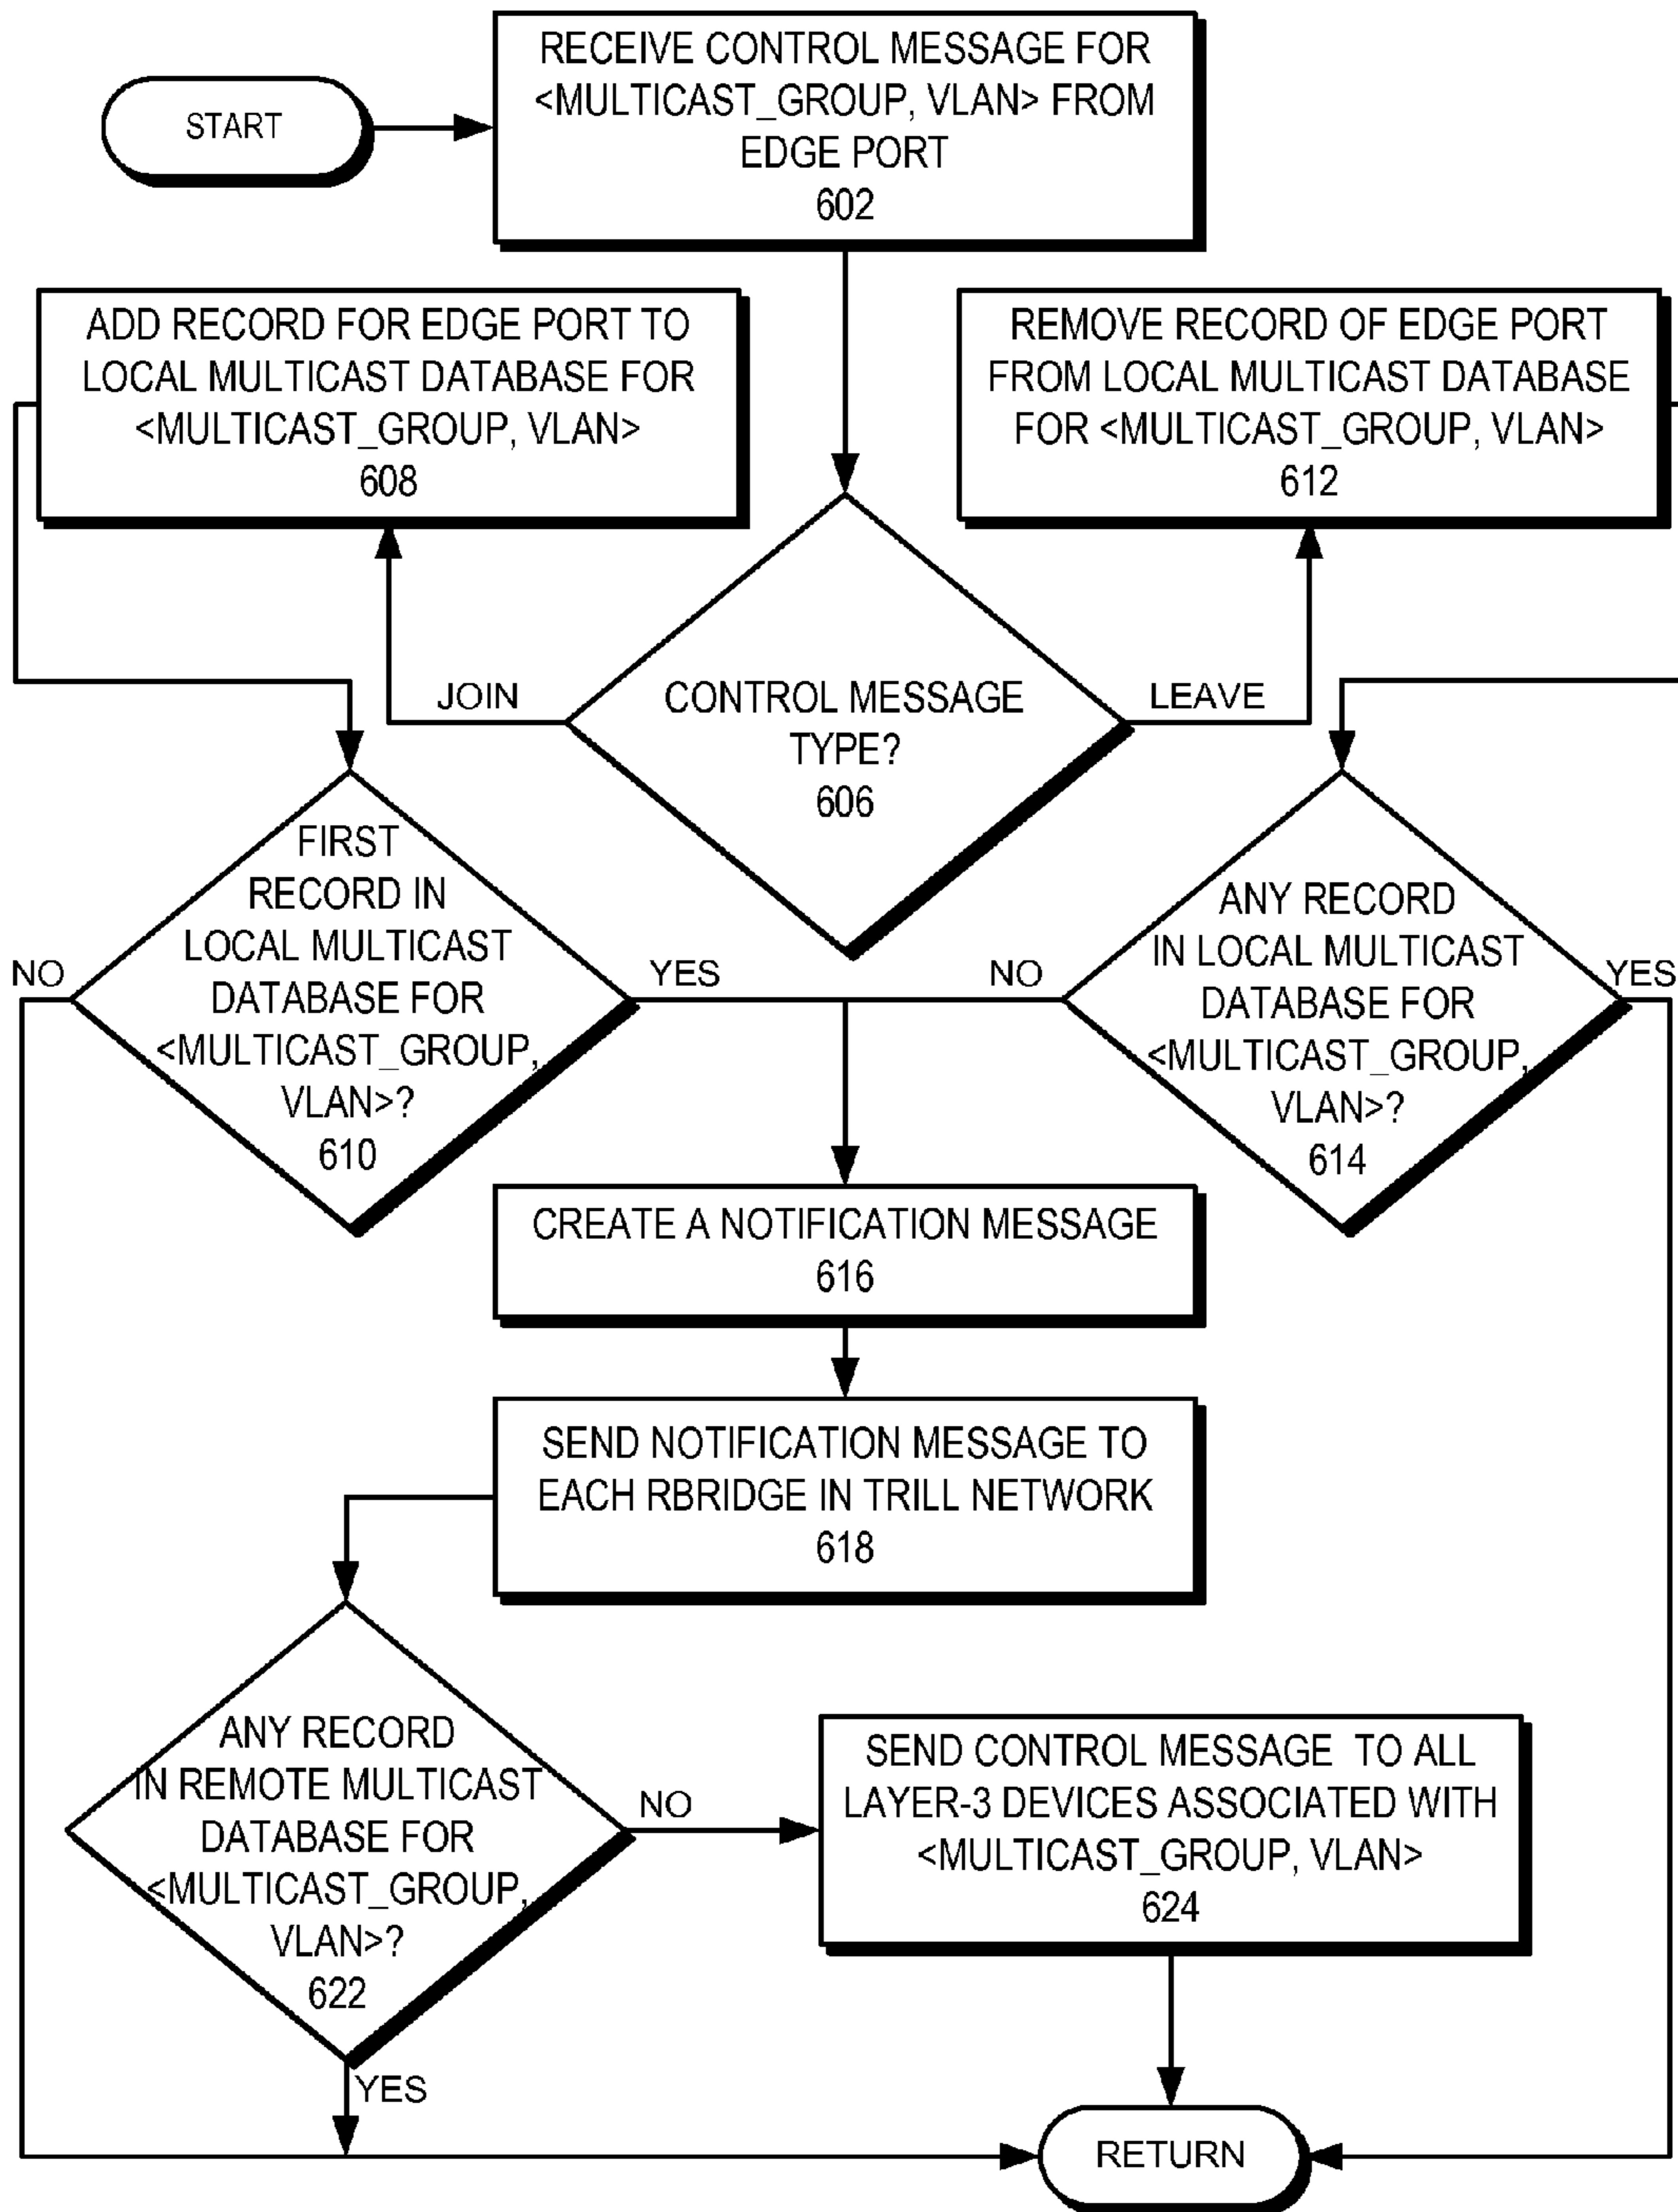 START
RECEIVE CONTROL MESSAGE FOR
<MULTICAST_GROUP, VLAN> FROM
EDGE PORT
602
ADD RECORD FOR EDGE PORT TO
LOCAL MULTICAST DATABASE FOR
<MULTICAST_GROUP, VLAN>
608
REMOVE RECORD OF EDGE PORT
FROM LOCAL MULTICAST DATABASE
FOR <MULTICAST_GROUP, VLAN>
612
JOIN
CONTROL MESSAGE
TYPE?
606
LEAVE
FIRST
RECORD IN
LOCAL MULTICAST
DATABASE FOR
<MULTICAST_GROUP,
VLAN>?
610
NO
YES
ANY RECORD
IN LOCAL MULTICAST
DATABASE FOR
<MULTICAST_GROUP,
VLAN>?
614
NO
YES
CREATE A NOTIFICATION MESSAGE
616
SEND NOTIFICATION MESSAGE TO
EACH RBRIDGE IN TRILL NETWORK
618
ANY RECORD
IN REMOTE MULTICAST
DATABASE FOR
<MULTICAST_GROUP,
VLAN>?
622
NO
SEND CONTROL MESSAGE TO ALL
LAYER-3 DEVICES ASSOCIATED WITH
<MULTICAST_GROUP, VLAN>
624
YES
RETURN